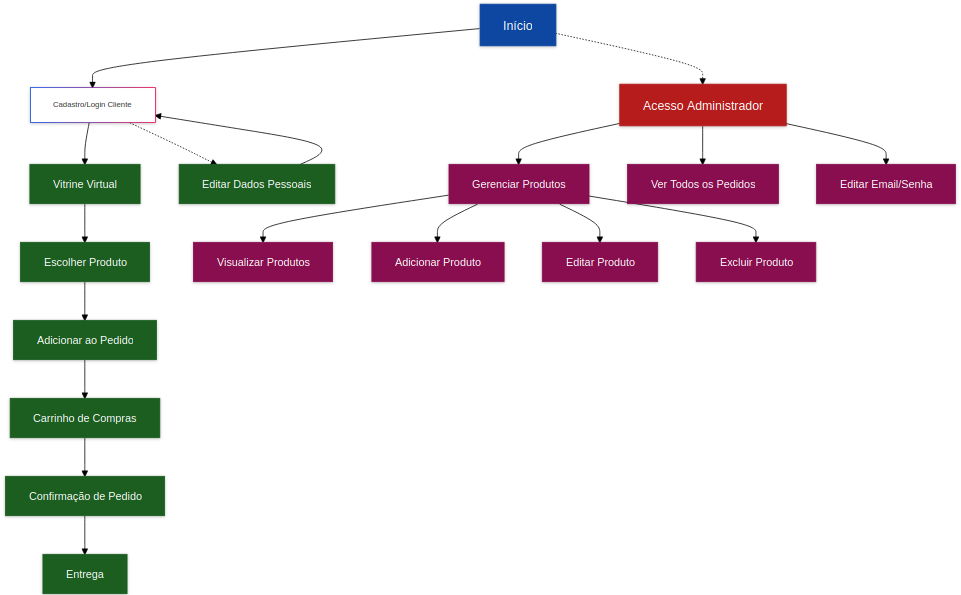 Início
Cadastro/Login Cliente
Acesso Administrador
Vitrine Virtual
Editar Dados Pessoais
Gerenciar Produtos
Ver Todos os Pedidos
Editar Email/Senha
Escolher Produto
Visualizar Produtos
Adicionar Produto
Editar Produto
Excluir Produto
Adicionar ao Pedido
Carrinho de Compras
Confirmação de Pedido
Entrega